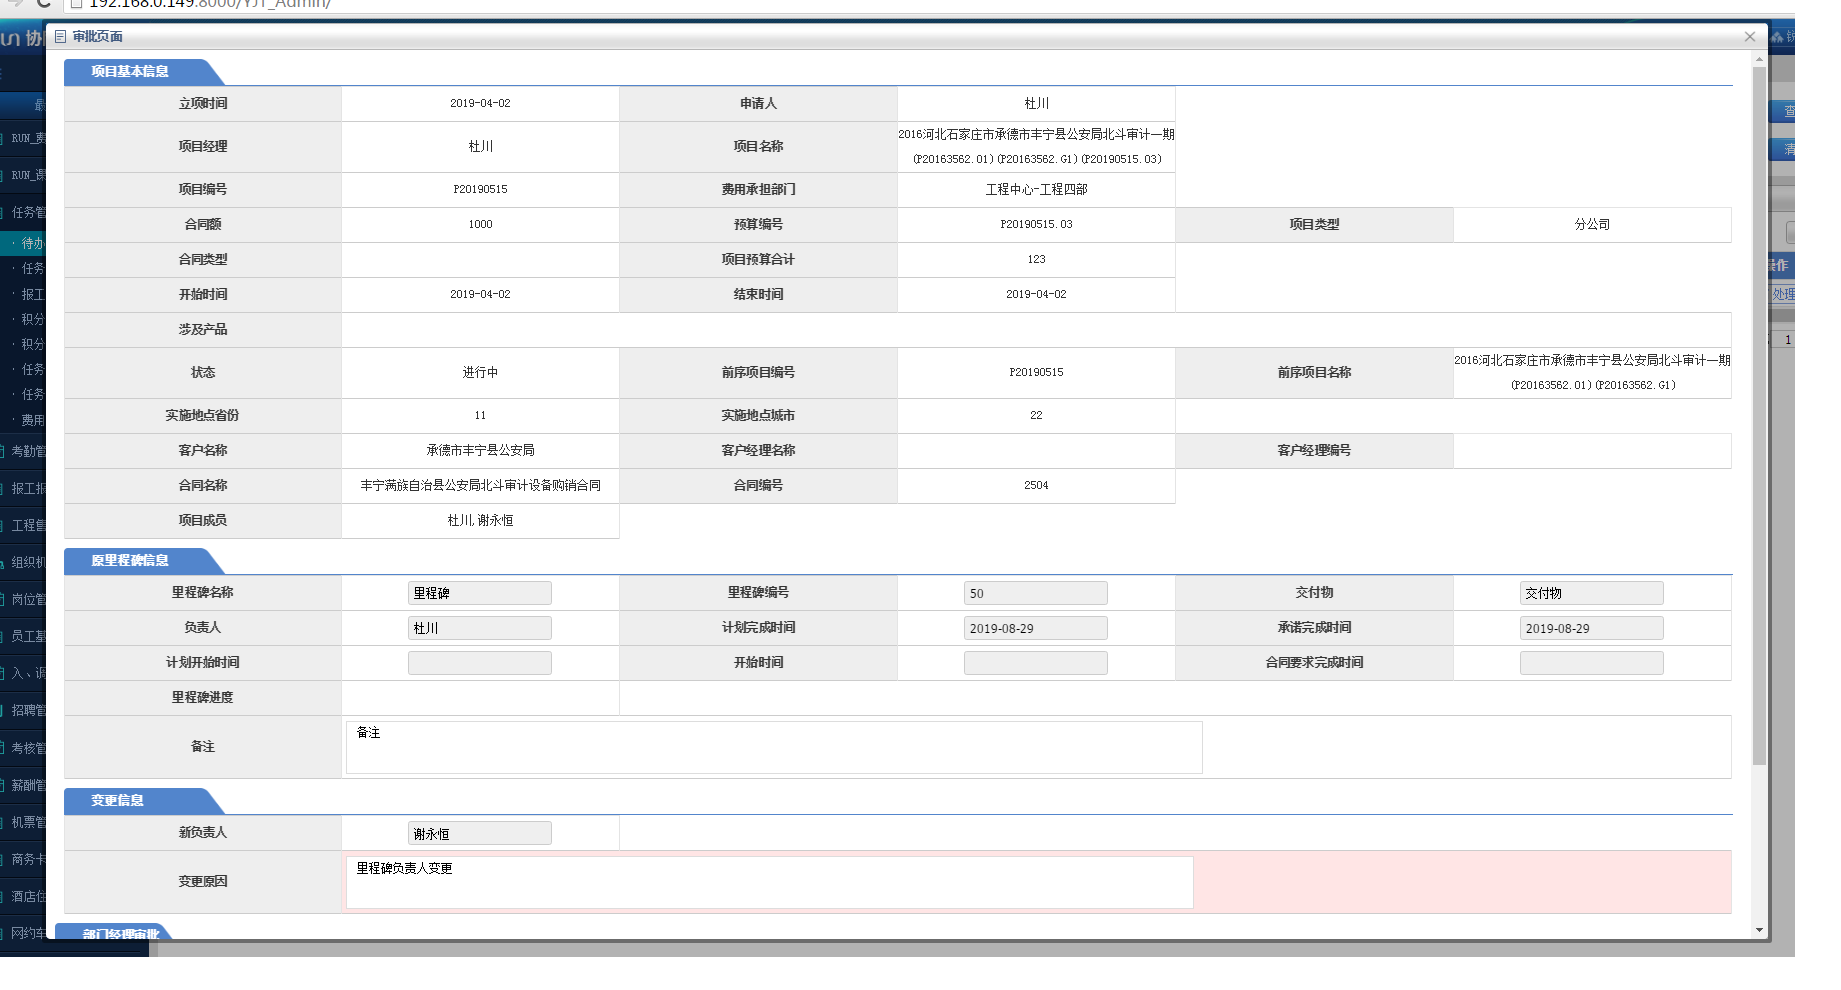 192.168.0.149:8000/YJT_Admin/
审批页面
项目基本信息
立项时间 2019-04-02 申请人 杜川
项目经理 杜川 项目名称 2016河北石家庄市承德市丰宁县公安局北斗审计一期
(P20163562.01)(P20163562.G1)(P20190515.03)
项目编号 P20190515 费用承担部门 工程中心-工程四部
合同额 1000 预算编号 P20190515.03 项目类型 分公司
合同类型 项目预算合计 123
开始时间 2019-04-02 结束时间 2019-04-02
涉及产品
状态 进行中 前序项目编号 P20190515 前序项目名称 2016河北石家庄市承德市丰宁县公安局北斗审计一期
(P20163562.01)(P20163562.G1)
实施地点省份 11 实施地点城市 22
客户名称 承德市丰宁县公安局 客户经理名称 客户经理编号
合同名称 丰宁满族自治县公安局北斗审计设备购销合同 合同编号 2504
项目成员 杜川,谢永恒
原里程碑信息
里程碑名称 里程碑 里程碑编号 50 交付物 交付物
负责人 杜川 计划完成时间 2019-08-29 承诺完成时间 2019-08-29
计划开始时间 开始时间 合同要求完成时间
里程碑进度
备注 备注
变更信息
新负责人 谢永恒
变更原因 里程碑负责人变更
部门经理审批
协
最
RUN_费
RUN_课
任务管
· 待办
· 任务
· 报工
· 积分
· 积分
· 任务
· 任务
· 费用
考勤管
报工报
工程售
组织机
岗位管
员工基
入、调
招聘管
考核管
薪酬管
机票管
商务卡
酒店住
网约车
查
清
操作
处理
1